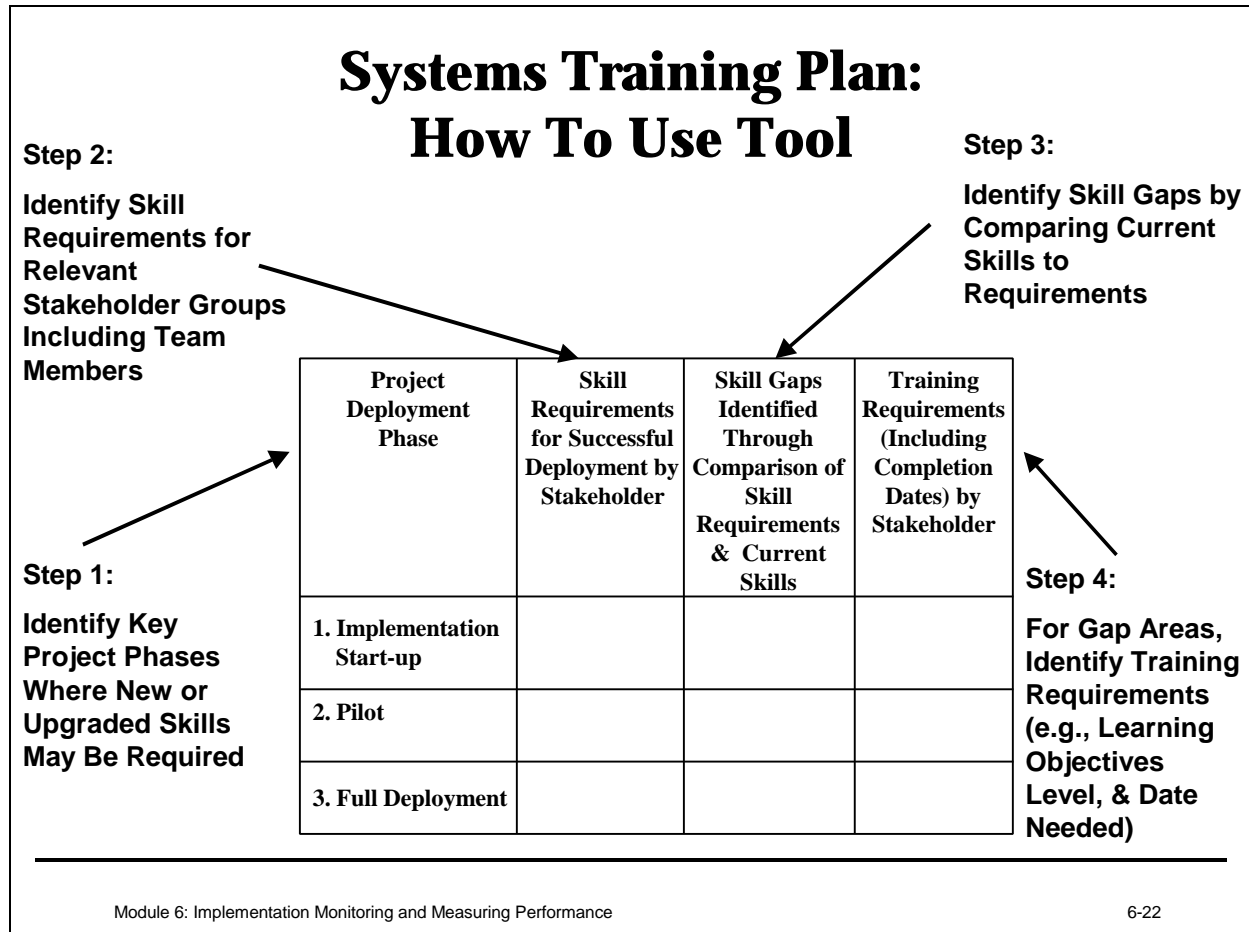 Systems Training Plan:
How To Use Tool
Step 2:
Identify Skill
Requirements for
Relevant
Stakeholder Groups
Including Team
Members
Step 3:
Identify Skill Gaps by
Comparing Current
Skills to
Requirements
Step 1:
Identify Key
Project Phases
Where New or
Upgraded Skills
May Be Required
Project
Deployment
Phase
Skill
Requirements
for Successful
Deployment by
Stakeholder
Skill Gaps
Identified
Through
Comparison of
Skill
Requirements
& Current
Skills
Training
Requirements
(Including
Completion
Dates) by
Stakeholder
1. Implementation
Start-up
2. Pilot
3. Full Deployment
Step 4:
For Gap Areas,
Identify Training
Requirements
(e.g., Learning
Objectives
Level, & Date
Needed)
Module 6: Implementation Monitoring and Measuring Performance
6-22